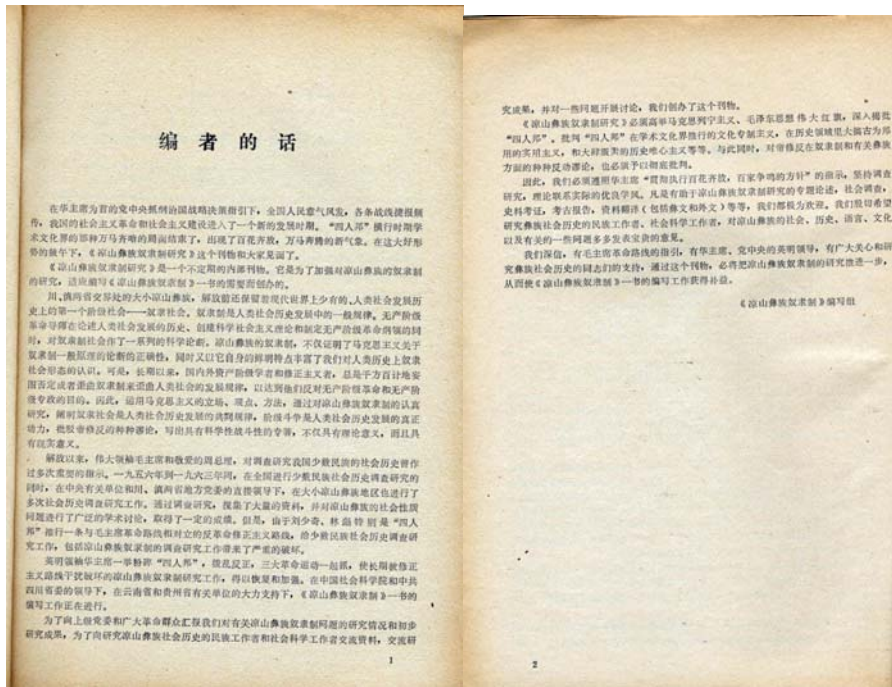 编者的话
在华主席为首的党中央抓纲治国战略决策指引下，全国人民意气风发，各条战线捷报频
传，我国的社会主义革命和社会主义建设进入了一个新的发展时期。“四人邦”横行时期学
术文化界的那种万马齐喑的局面结束了，出现了百花齐放，万马奔腾的新气象。在这大好形
势的鼓午下，《凉山彝族奴隶制研究》这个刊物和大家见面了。
《凉山彝族奴隶制研究》是一个不定期的内部刊物。它是为了加强对凉山彝族的奴隶制
的研究，适应编写《凉山彝族奴隶制》一书的需要而创办的。
川、滇两省交界处的大小凉山彝族，解放前还保留着现代世界上少有的、人类社会发展历
史上的第一个阶级社会——奴隶社会。奴隶制是人类社会历史发展中的一般规律。无产阶级
革命导师在论述人类社会发展的历史、创建科学社会主义理论和制定无产阶级革命纲领的同
时，对奴隶制社会作了一系列的科学论断。凉山彝族的奴隶制，不仅证明了马克思主义关于
奴隶制一般原理的论断的正确性，同时又以它自身的鲜明特点丰富了我们对人类历史上奴隶
社会形态的认识。可是，长期以来，国内外资产阶级学者和修正主义者，总是千方百计地妄
图否定或者歪曲奴隶制来歪曲人类社会的发展规律，以达到他们反对无产阶级革命和无产阶
级专政的目的。因此，运用马克思主义的立场、观点、方法，通过对凉山彝族奴隶制的认真
研究，阐明奴隶社会是人类社会历史发展的共同规律，阶级斗争是人类社会历史发展的真正
动力，批驳帝修反的种种谬论，写出具有科学性战斗性的专著，不仅具有理论意义，而且具
有现实意义。
解放以来，伟大领袖毛主席和敬爱的周总理，对调查研究我国少数民族的社会历史曾作
过多次重要的指示。一九五六年到一九六三年间，在全国进行少数民族社会历史调查研究的
同时，在中央有关单位和川、滇两省地方党委的直接领导下，在大小凉山彝族地区也进行了
多次社会历史调查研究工作。通过调查研究，搜集了大量的资料，并对凉山彝族的社会性质
问题进行了广泛的学术讨论，取得了一定的成绩。但是，由于刘少奇、林彪特别是“四人
邦”推行一条与毛主席革命路线相对立的反革命修正主义路线，给少数民族社会历史调查研
究工作，包括凉山彝族奴隶制的调查研究工作带来了严重的破坏。
英明领袖华主席一举粉碎“四人邦”，拨乱反正，三大革命运动一起抓，使长期被修正
主义路线干扰破坏的凉山彝族奴隶制研究工作，得以恢复和加强。在中国社会科学院和中共
四川省委的领导下，在云南省和贵州省有关单位的大力支持下，《凉山彝族奴隶制》一书的
编写工作正在进行。
为了向上级党委和广大革命群众汇报我们对有关凉山彝族奴隶制问题的研究情况和初步
研究成果，为了向研究凉山彝族社会历史的民族工作者和社会科学工作者交流资料，交流研
1
究成果，并对一些问题开展讨论，我们创办了这个刊物。
《凉山彝族奴隶制研究》必须高举马克思列宁主义、毛泽东思想伟大红旗，深入揭批
“四人邦”。批判“四人邦”在学术文化界推行的文化专制主义，在历史领域里大搞古为邦
用的实用主义，和大肆贩卖的历史唯心主义等等。与此同时，对帝修反在奴隶制和有关彝族
方面的种种反动谬论，也必须予以彻底批判。
因此，我们必须遵照华主席“贯彻执行百花齐放，百家争鸣的方针”的指示，坚持调查
研究，理论联系实际的优良学风。凡是有助于凉山彝族奴隶制研究的专题论述，社会调查，
史料考证，考古报告，资料翻译（包括彝文和外文）等等，我们都极为欢迎。我们殷切希望
研究彝族社会历史的民族工作者、社会科学工作者，对凉山彝族的社会、历史、语言、文化
以及有关的一些问题多多发表宝贵的意见。
我们深信，有毛主席革命路线的指引，有华主席、党中央的英明领导，有广大关心和研
究彝族社会历史的同志们的支持，通过这个刊物，必将把凉山彝族奴隶制的研究推进一步，
从而使《凉山彝族奴隶制》一书的编写工作获得补益。
《凉山彝族奴隶制》编写组
2